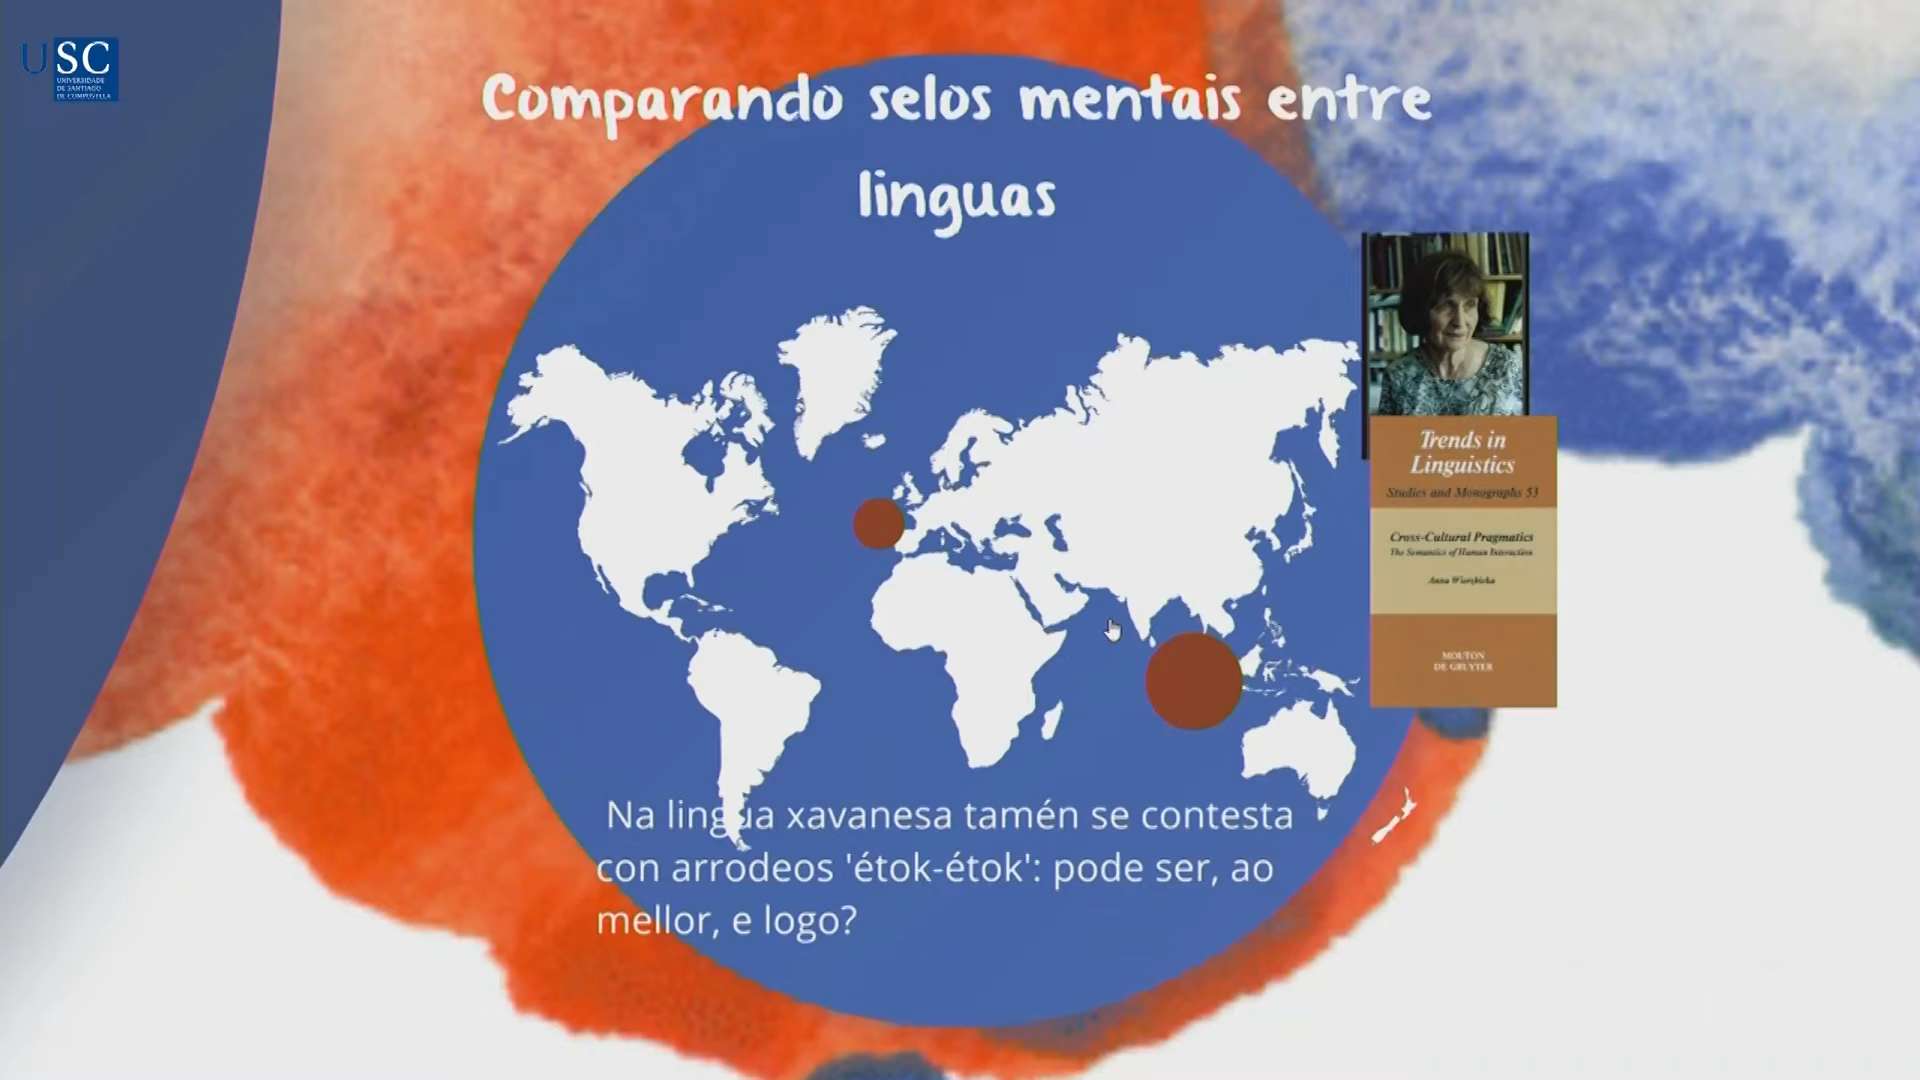 USC
UNIVERSIDADE
DE SANTIAGO
DE COMPOSTELA
Comparando selos mentais entre
linguas
Trends in
Linguistics
Studies and Monographs 53
Cross-Cultural Pragmatics
The Semantics of Human Interaction
Anna Wierzbicka
MOUTON
DE GRUYTER
Na lingua xavanesa tamén se contesta
con arrodeos 'étok-étok': pode ser, ao
mellor, e logo?